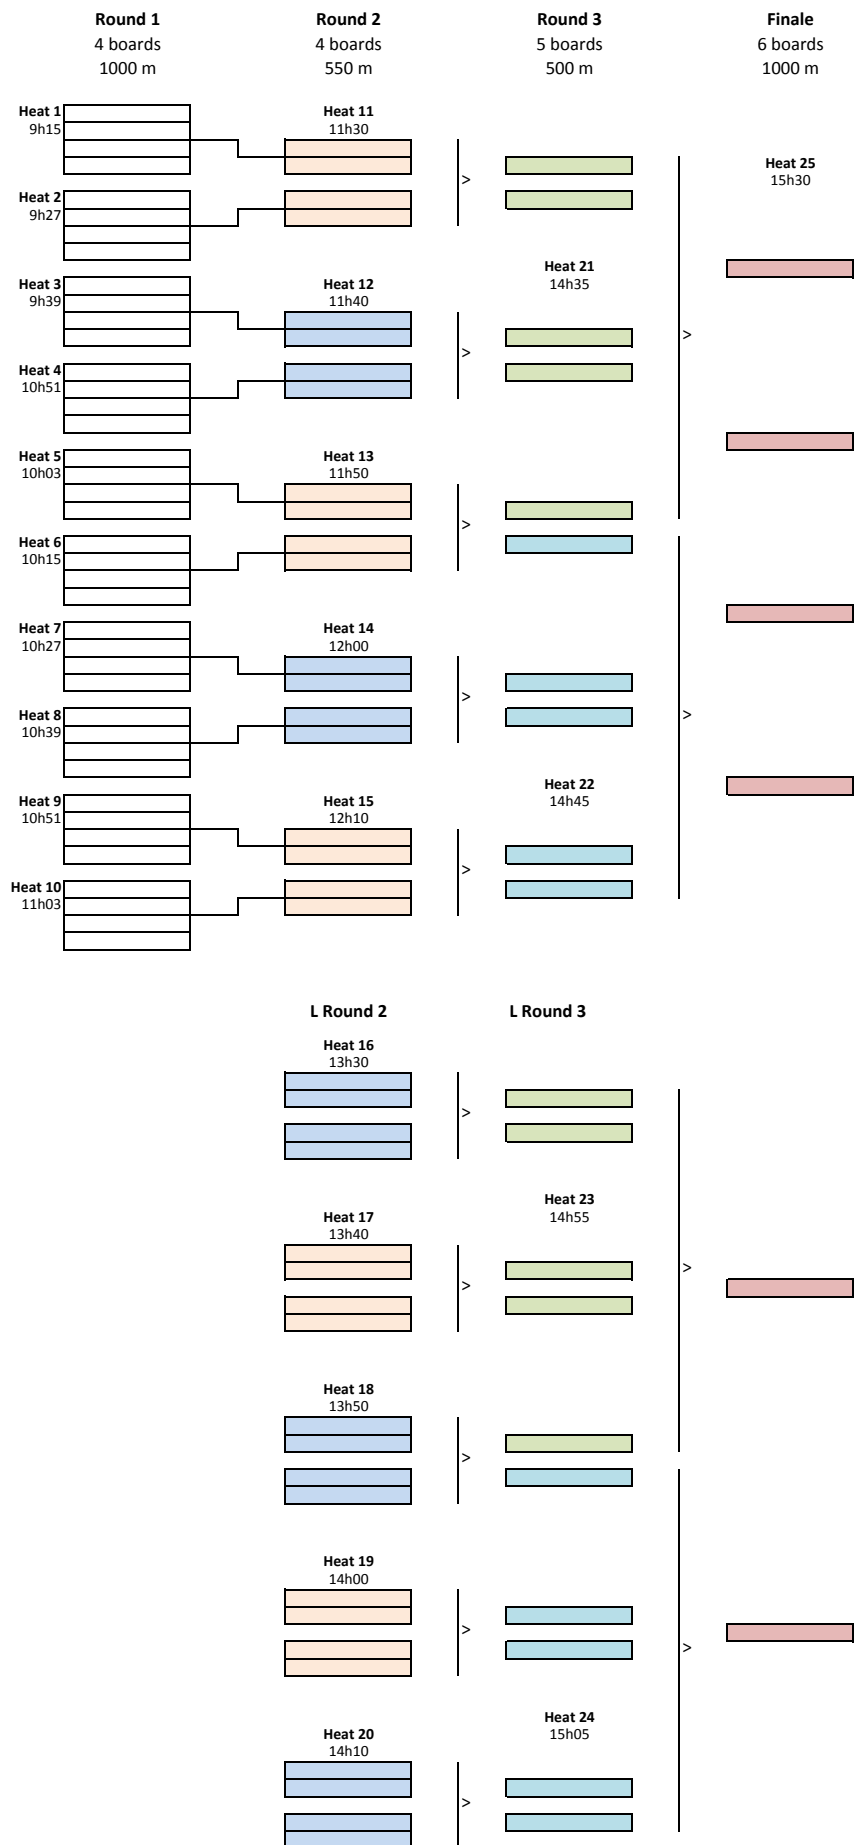 Round 1
4 boards
1000 m
Round 2
4 boards
550 m
Round 3
5 boards
500 m
Finale
6 boards
1000 m
Heat 1
9h15
Heat 2
9h27
Heat 3
9h39
Heat 4
10h51
Heat 5
10h03
Heat 6
10h15
Heat 7
10h27
Heat 8
10h39
Heat 9
10h51
Heat 10
11h03
Heat 11
11h30
>
Heat 12
11h40
>
Heat 13
11h50
>
Heat 14
12h00
>
Heat 15
12h10
>
Heat 21
14h35
>
Heat 22
14h45
>
Heat 25
15h30
L Round 2
L Round 3
Heat 16
13h30
>
Heat 17
13h40
>
Heat 18
13h50
>
Heat 19
14h00
>
Heat 20
14h10
>
Heat 23
14h55
>
Heat 24
15h05
>